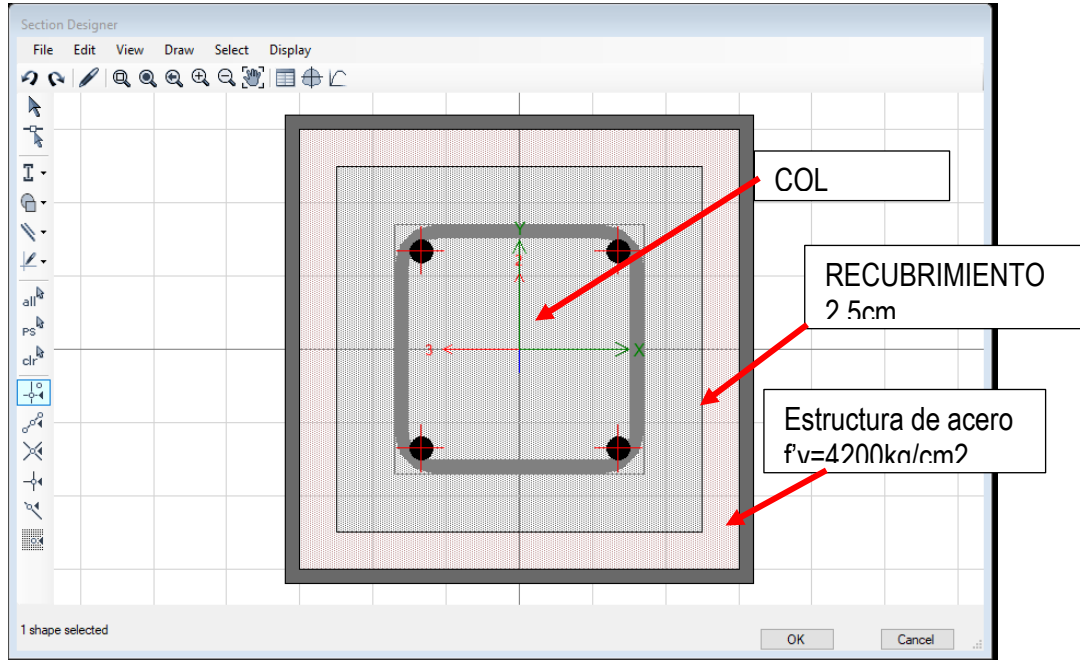 Section Designer
File Edit View Draw Select Display
all
PS
clr
Y
2
3
X
COL
RECUBRIMIENTO
2.5cm
Estructura de acero
f'y=4200kg/cm2
1 shape selected
OK Cancel